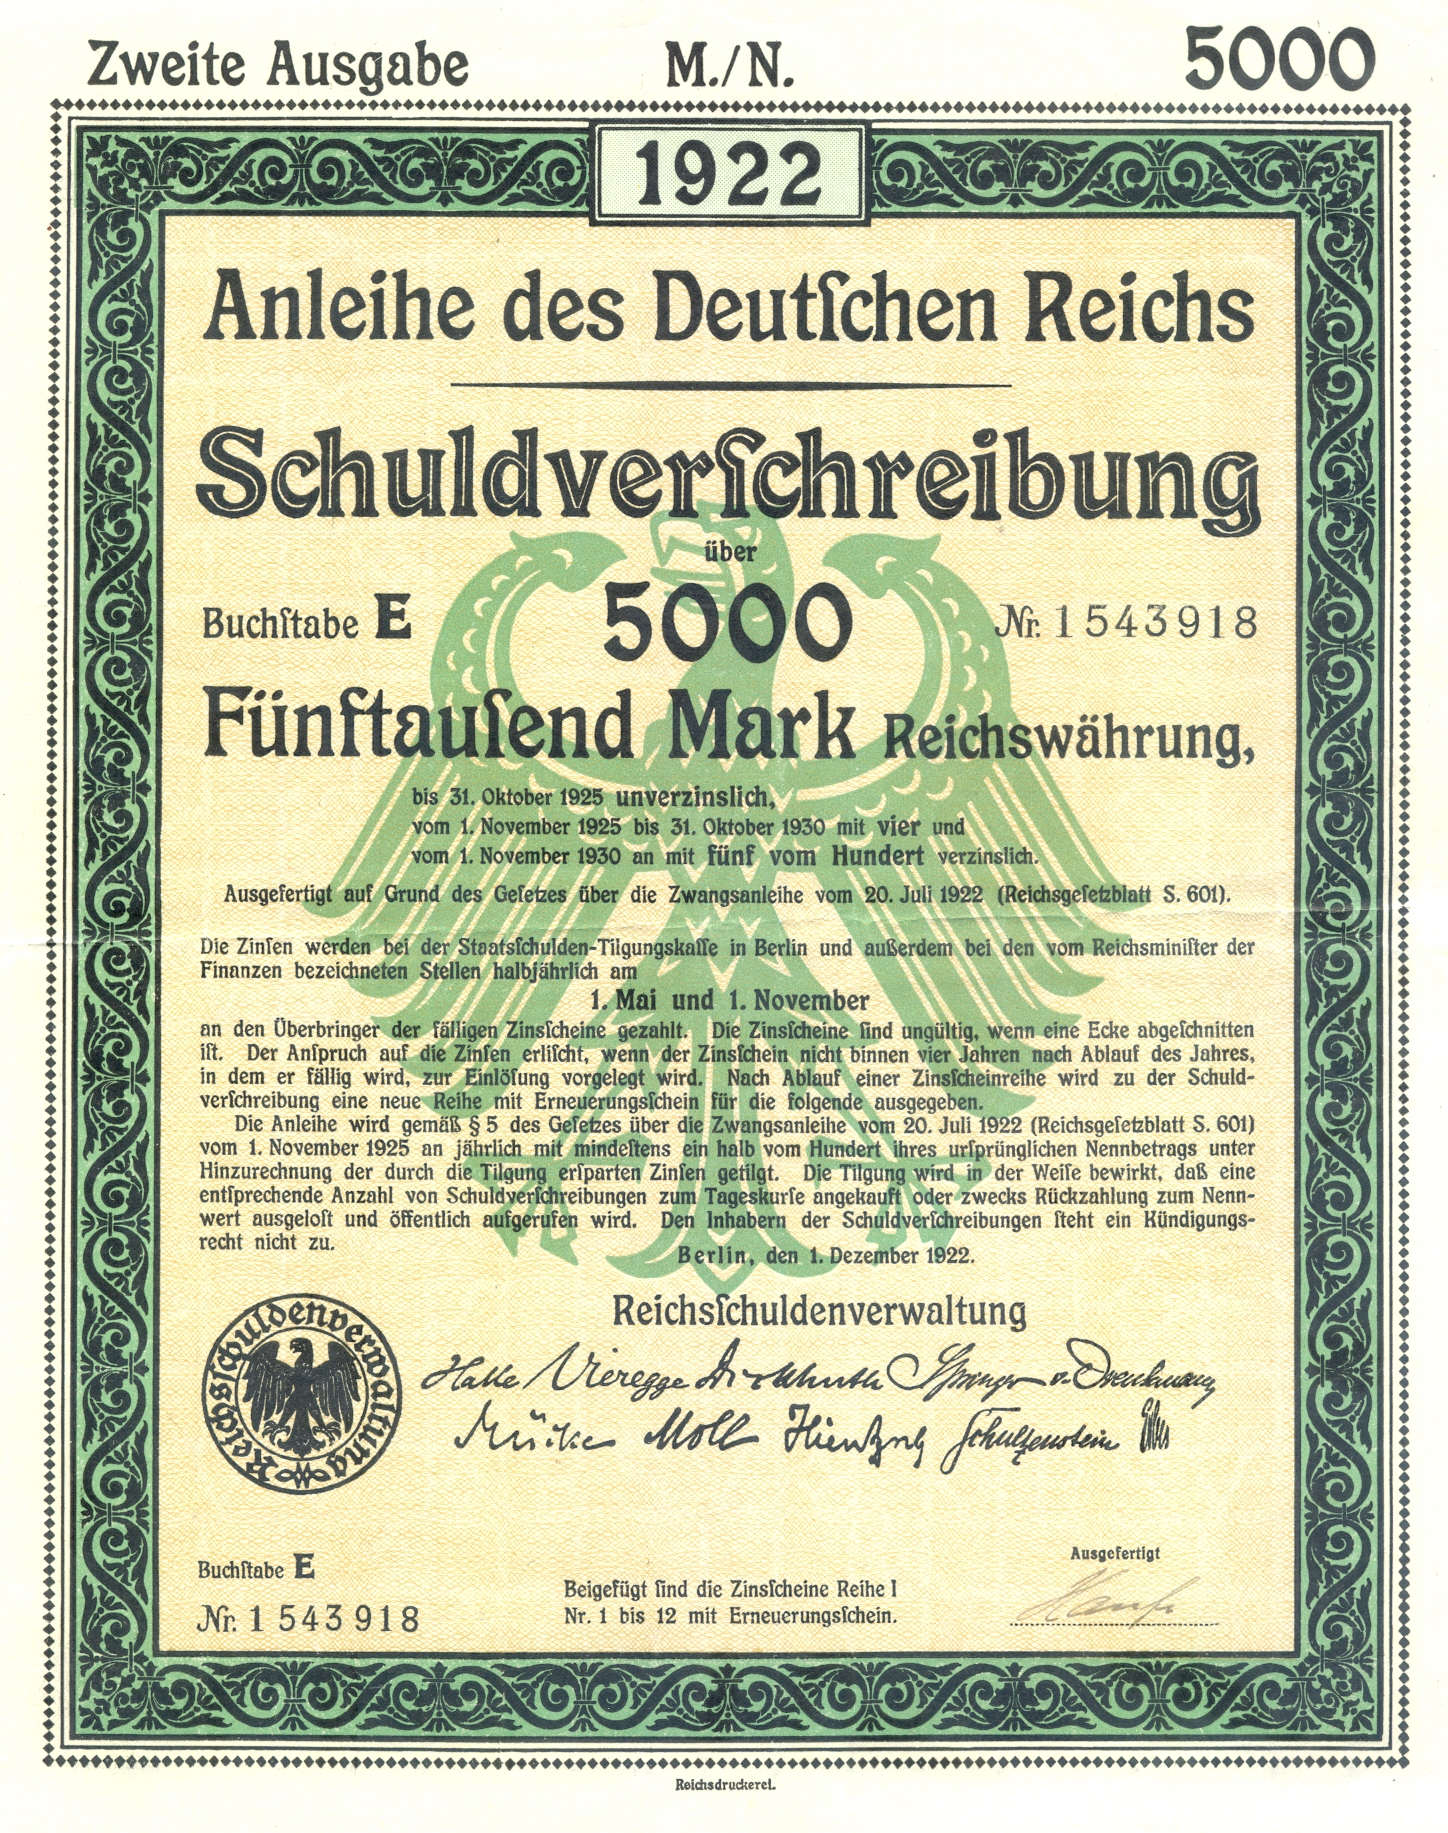 Zweite Ausgabe M./N. 5000
1922
Anleihe des Deutſchen Reichs
Schuldverſchreibung
über
Buchſtabe E 5000 Nr. 1543918
Fünftauſend Mark Reichswährung,
bis 31. Oktober 1925 unverzinslich,
vom 1. November 1925 bis 31. Oktober 1930 mit vier und
vom 1. November 1930 an mit fünf vom Hundert verzinslich.
Ausgefertigt auf Grund des Geſetzes über die Zwangsanleihe vom 20. Juli 1922 (Reichsgeſetzblatt S. 601).
Die Zinſen werden bei der Staatsſchulden-Tilgungskaſſe in Berlin und außerdem bei den vom Reichsminiſter der
Finanzen bezeichneten Stellen halbjährlich am
1. Mai und 1. November
an den Überbringer der fälligen Zinsſcheine gezahlt. Die Zinsſcheine ſind ungültig, wenn eine Ecke abgeſchnitten
iſt. Der Anſpruch auf die Zinſen erliſcht, wenn der Zinsſchein nicht binnen vier Jahren nach Ablauf des Jahres,
in dem er fällig wird, zur Einlöſung vorgelegt wird. Nach Ablauf einer Zinsſcheinreihe wird zu der Schuld-
verſchreibung eine neue Reihe mit Erneuerungsſchein für die folgende ausgegeben.
Die Anleihe wird gemäß § 5 des Geſetzes über die Zwangsanleihe vom 20. Juli 1922 (Reichsgeſetzblatt S. 601)
vom 1. November 1925 an jährlich mit mindeſtens ein halb vom Hundert ihres urſprünglichen Nennbetrags unter
Hinzurechnung der durch die Tilgung erſparten Zinſen getilgt. Die Tilgung wird in der Weiſe bewirkt, daß eine
entſprechende Anzahl von Schuldverſchreibungen zum Tageskurſe angekauft oder zwecks Rückzahlung zum Nenn-
wert ausgeloſt und öffentlich aufgerufen wird. Den Inhabern der Schuldverſchreibungen ſteht ein Kündigungs-
recht nicht zu.
Berlin, den 1. Dezember 1922.
Reichsſchuldenverwaltung
Reichsſchuldenverwaltung
Halle Vieregge Springer v. Drenkmann
Mücke Moll Schultzenstein
Buchſtabe E
Nr. 1543918
Beigefügt ſind die Zinsſcheine Reihe I
Nr. 1 bis 12 mit Erneuerungsſchein.
Ausgefertigt
Reichsdruckerei.